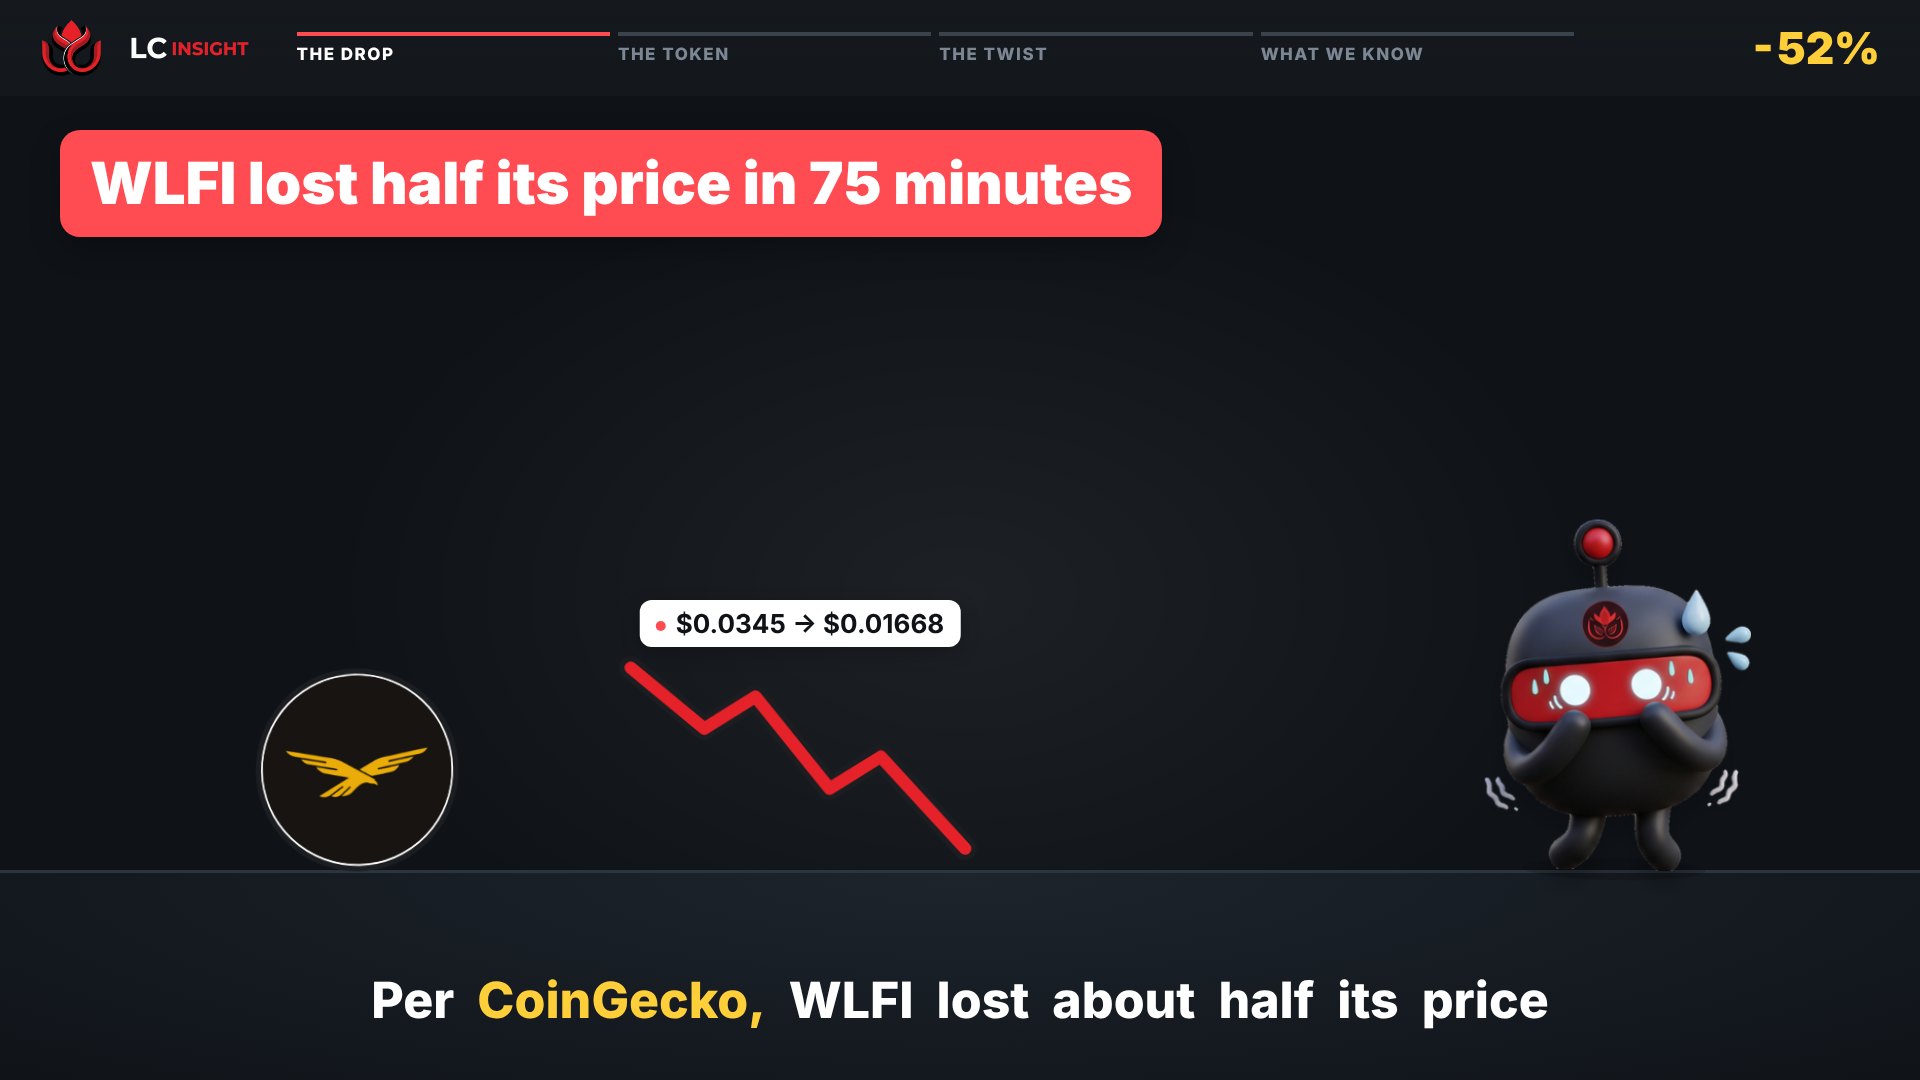 LC INSIGHT
THE DROP
THE TOKEN
THE TWIST
WHAT WE KNOW
-52%
WLFI lost half its price in 75 minutes
$0.0345 → $0.01668
Per CoinGecko, WLFI lost about half its price